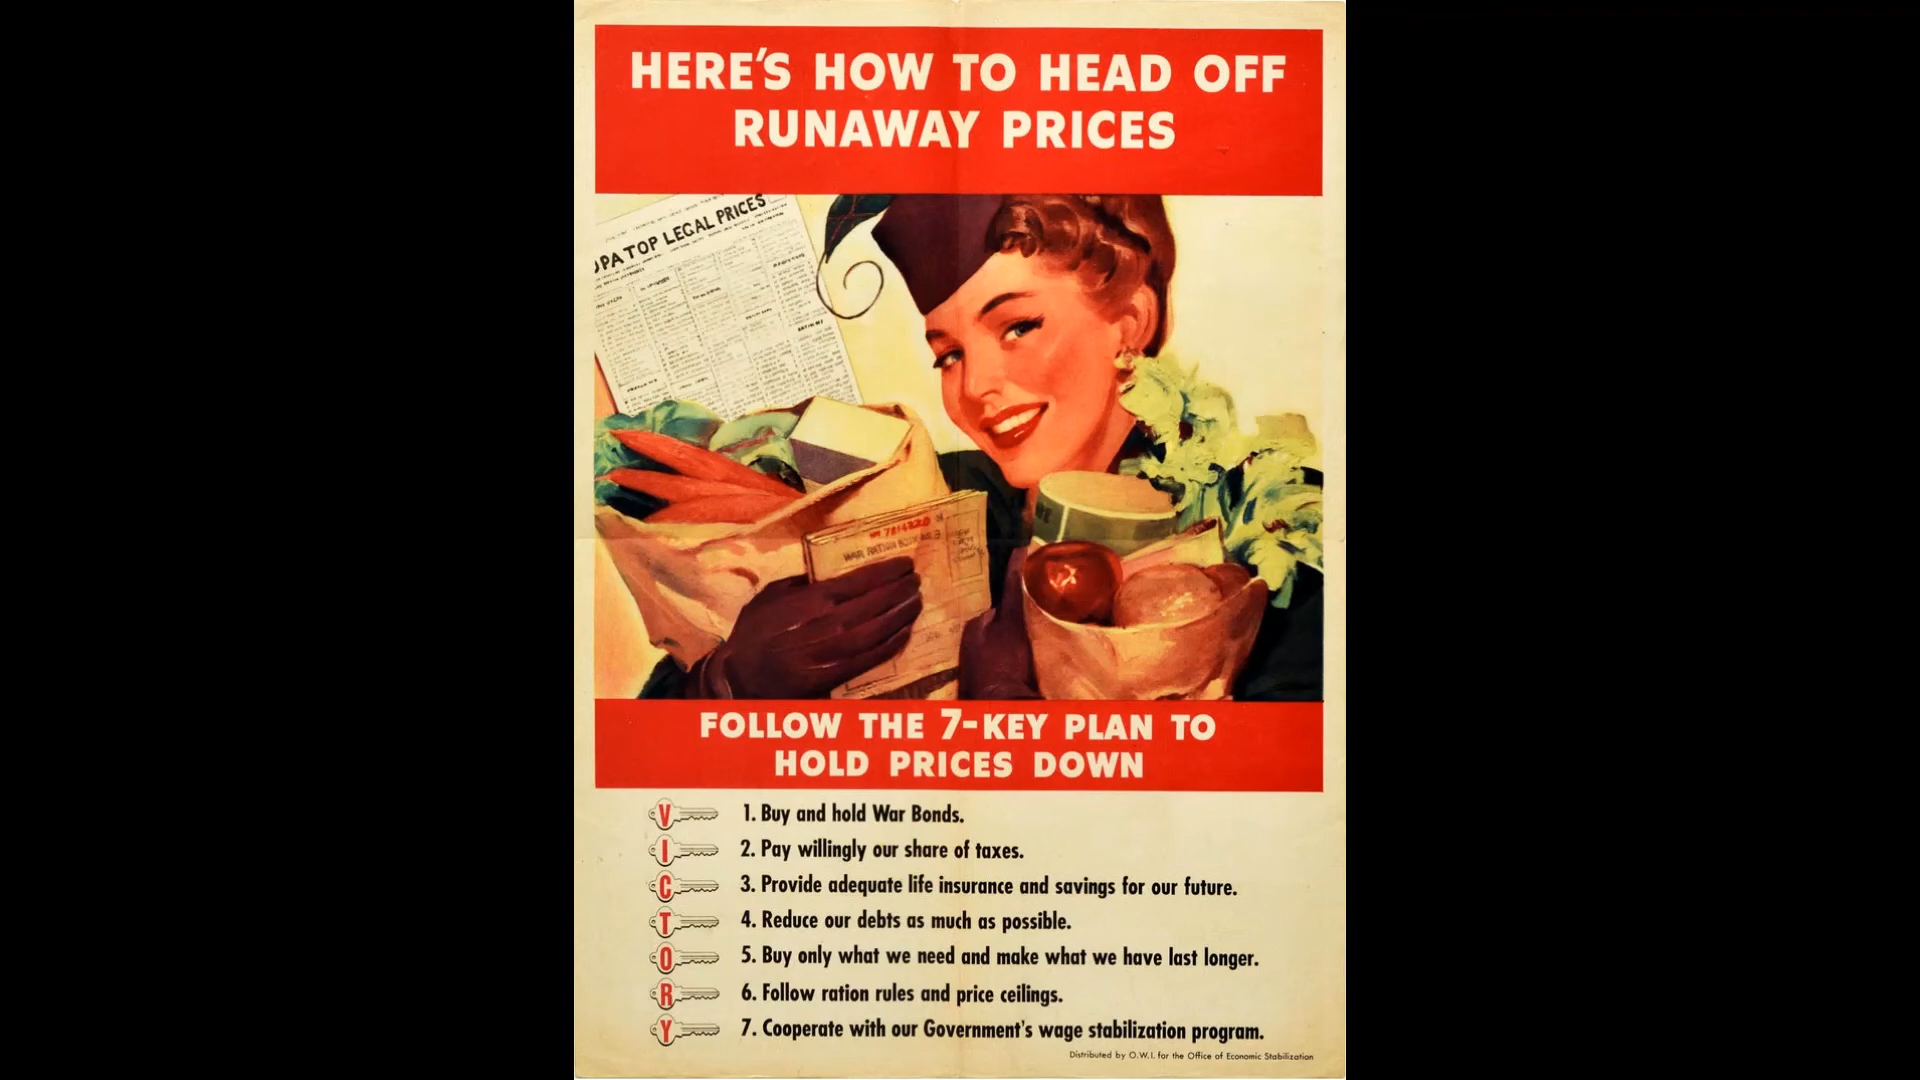 HERE'S HOW TO HEAD OFF
RUNAWAY PRICES
OPA TOP LEGAL PRICES
WAR RATION BOOK NO. 3
FOLLOW THE 7-KEY PLAN TO
HOLD PRICES DOWN
V 1. Buy and hold War Bonds.
I 2. Pay willingly our share of taxes.
C 3. Provide adequate life insurance and savings for our future.
T 4. Reduce our debts as much as possible.
O 5. Buy only what we need and make what we have last longer.
R 6. Follow ration rules and price ceilings.
Y 7. Cooperate with our Government's wage stabilization program.
Distributed by O.W.I. for the Office of Economic Stabilization